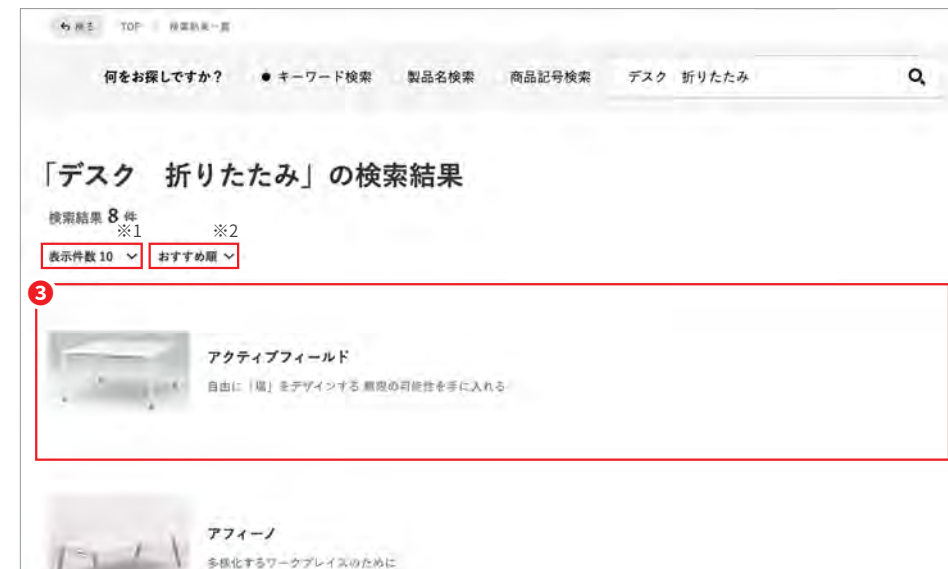 戻る TOP 検索結果一覧
何をお探しですか? ● キーワード検索 製品名検索 商品記号検索 デスク 折りたたみ
「デスク 折りたたみ」の検索結果
検索結果 8 件
※1 ※2
表示件数 10 おすすめ順
3
アクティブフィールド
自由に「場」をデザインする 無限の可能性を手に入れる
アフィーノ
多様化するワークプレイスのために